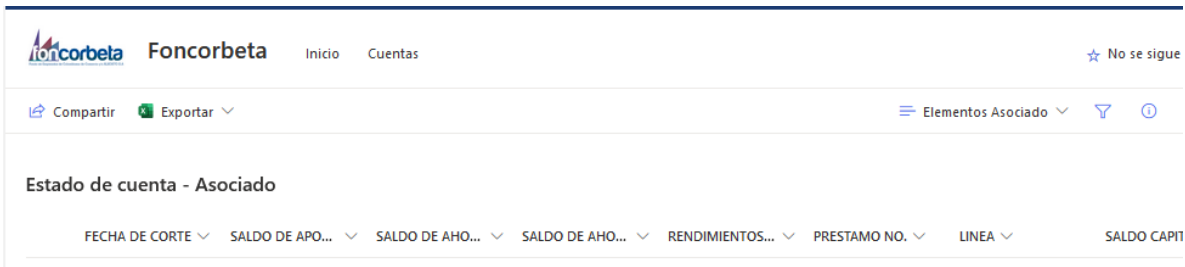 foncorbeta Foncorbeta Inicio Cuentas No se sigue
Compartir Exportar Elementos Asociado
Estado de cuenta - Asociado
FECHA DE CORTE SALDO DE APO... SALDO DE AHO... SALDO DE AHO... RENDIMIENTOS... PRESTAMO NO. LINEA SALDO CAPIT